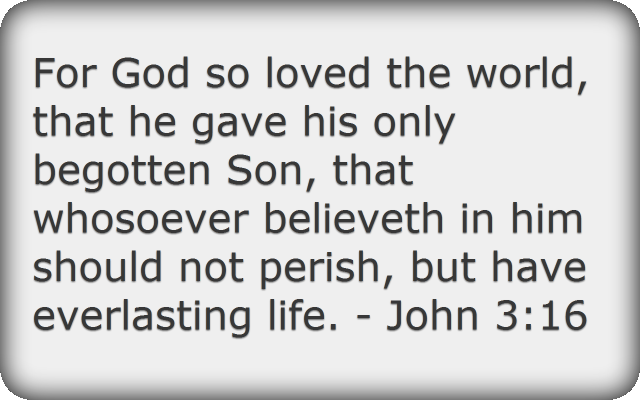 For God so loved the world,
that he gave his only
begotten Son, that
whosoever believeth in him
should not perish, but have
everlasting life. - John 3:16